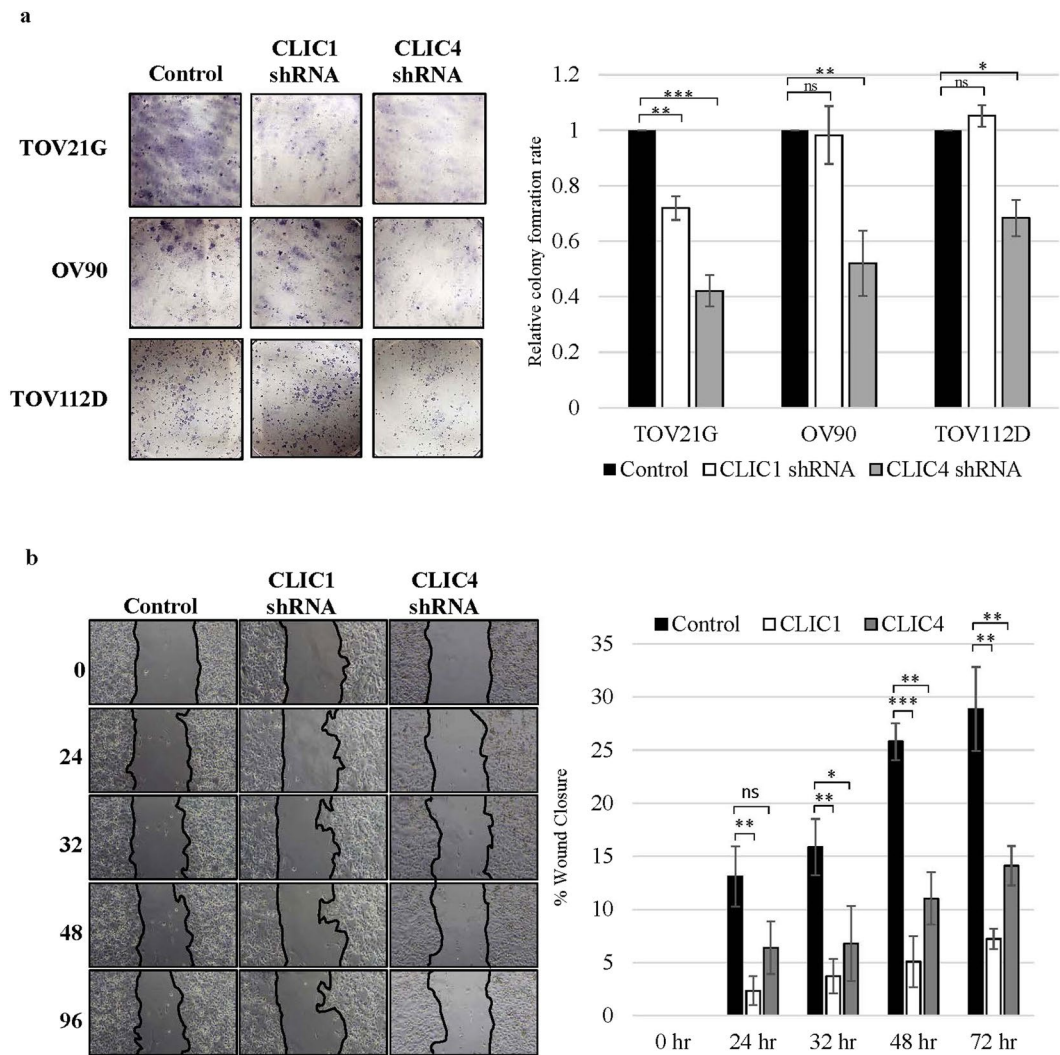 a
Control
CLIC1
shRNA
CLIC4
shRNA
TOV21G
OV90
TOV112D
Relative colony fomration rate
1.2
1
0.8
0.6
0.4
0.2
0
***
**
**
ns
*
ns
TOV21G
OV90
TOV112D
Control
CLIC1 shRNA
CLIC4 shRNA
b
Control
CLIC1
shRNA
CLIC4
shRNA
0
24
32
48
96
% Wound Closure
35
30
25
20
15
10
5
0
Control
CLIC1
CLIC4
ns
**
*
**
**
***
**
**
0 hr
24 hr
32 hr
48 hr
72 hr